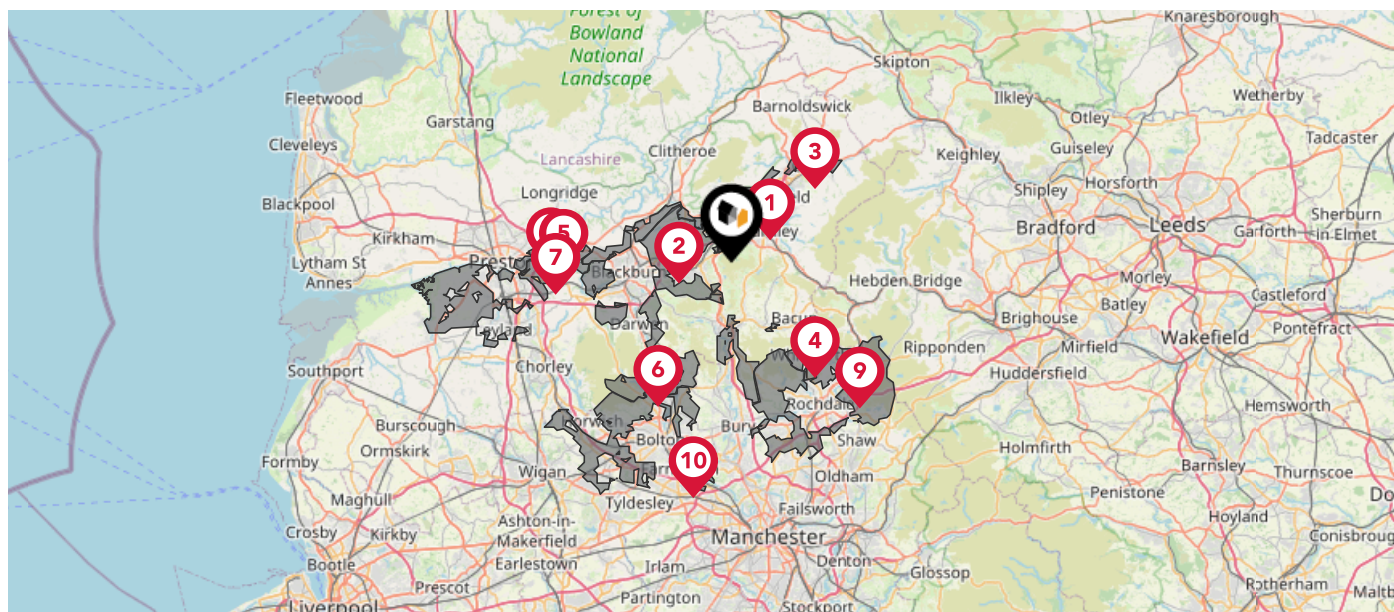 Forest of
Bowland
National
Landscape
Knaresborough
Skipton
Fleetwood
Barnoldswick
Ilkley
Wetherby
Garstang
Otley
Cleveleys
Clitheroe
3
Guiseley
Tadcaster
Lancashire
Keighley
Horsforth
Longridge
Shipley
Blackpool
1
Sherburn
in Elmet
Kirkham
5
2
Bradford
Leeds
Garforth
7
Lytham St
Annes
Hebden Bridge
Morley
Castleford
Batley
Brighouse
Pontefract
Leyland
Darwen
4
Wakefield
Ripponden
Mirfield
Chorley
6
9
Southport
Huddersfield
Hemsworth
Rochdale
Burscough
Bury
Shaw
Holmfirth
Ormskirk
Bolton
Formby
Wigan
10
Oldham
Barnsley
Thurnscoe
Maghull
Tyldesley
Failsworth
Penistone
Hoyland
Crosby
Kirkby
Ashton-in-
Makerfield
Manchester
Conisbrough
Bootle
Earlestown
Irlam
Denton
Glossop
Prescot
Rotherham
Partington
Liverpool
Stockport